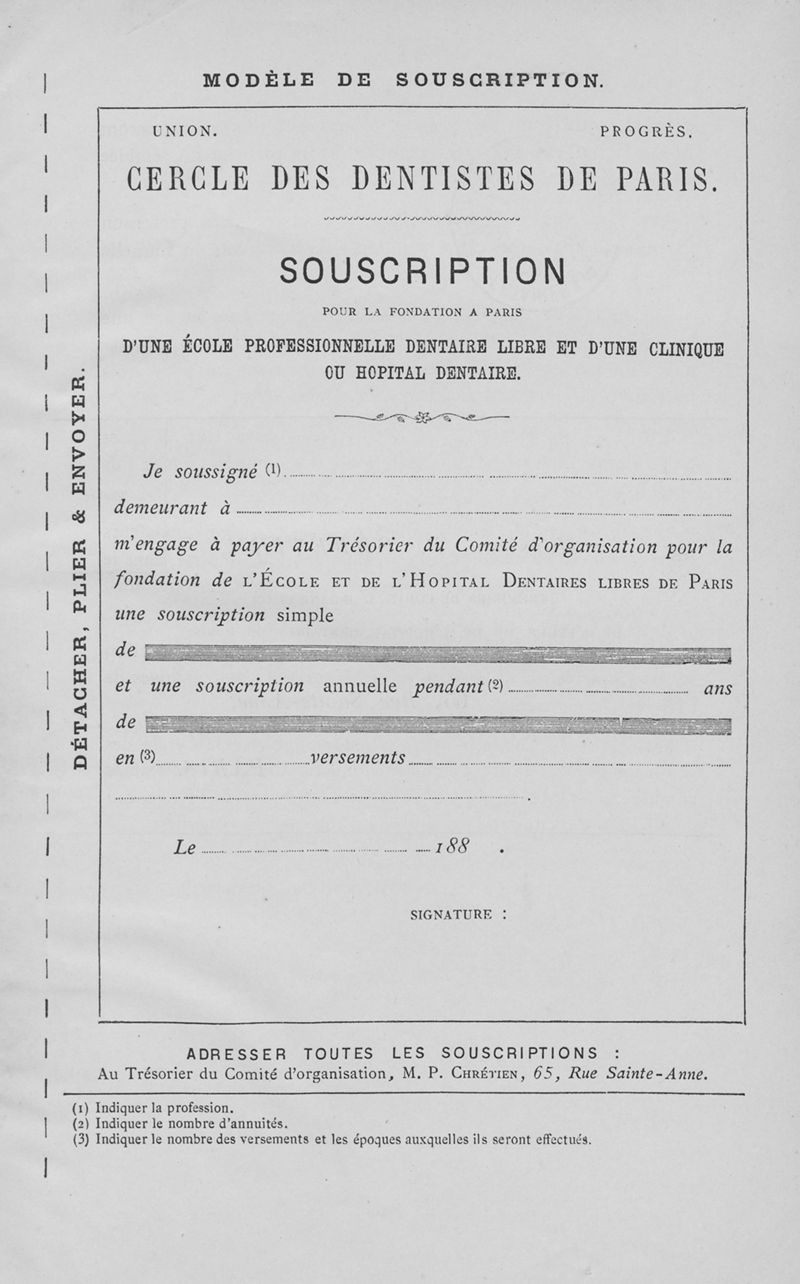 MODÈLE DE SOUSCRIPTION.
UNION. PROGRÈS.
CERCLE DES DENTISTES DE PARIS.
SOUSCRIPTION
POUR LA FONDATION A PARIS
D'UNE ÉCOLE PROFESSIONNELLE DENTAIRE LIBRE ET D'UNE CLINIQUE
OU HOPITAL DENTAIRE.
Je soussigné (1)
demeurant à
m'engage à payer au Trésorier du Comité d'organisation pour la
fondation de L'ÉCOLE ET DE L'HOPITAL DENTAIRES LIBRES DE PARIS
une souscription simple
de
et une souscription annuelle pendant (2) ans
de
en (3) versements
.
Le 188 .
SIGNATURE :
DÉTACHER, PLIER & ENVOYER.
ADRESSER TOUTES LES SOUSCRIPTIONS :
Au Trésorier du Comité d'organisation, M. P. CHRÉTIEN, 65, Rue Sainte-Anne.
(1) Indiquer la profession.
(2) Indiquer le nombre d'annuités.
(3) Indiquer le nombre des versements et les époques auxquelles ils seront effectués.